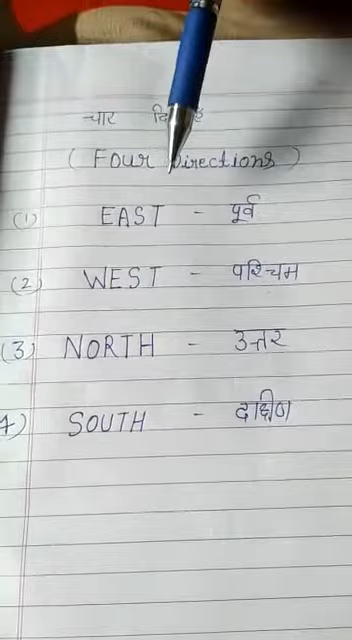 चार
( Four Directions )
(1) EAST - पूर्व
(2) WEST - पश्चिम
(3) NORTH - उत्तर
4) SOUTH - दक्षिण